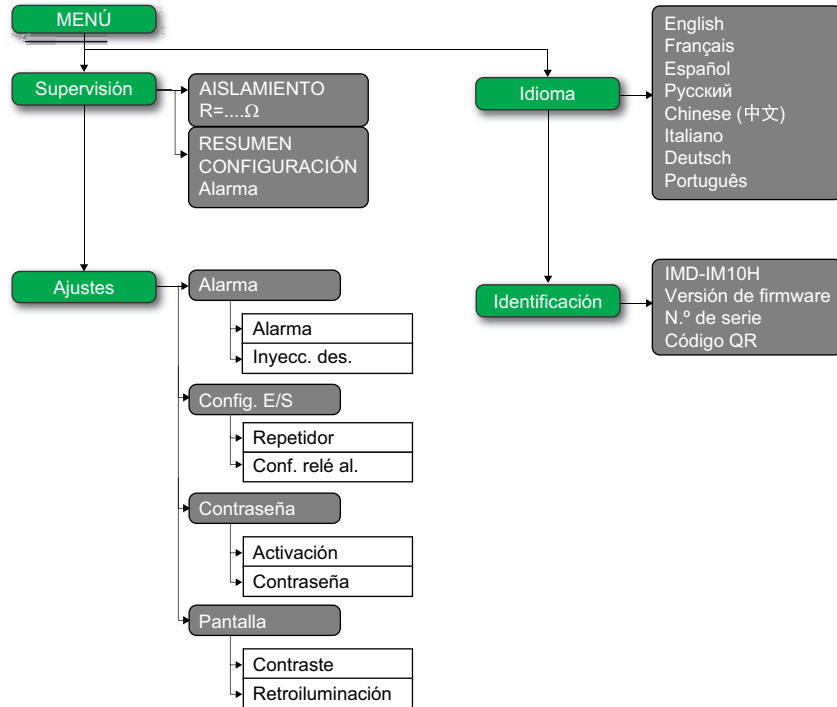 MENÚ
Supervisión
AISLAMIENTO
R=....Ω
RESUMEN
CONFIGURACIÓN
Alarma
Ajustes
Alarma
Alarma
Inyecc. des.
Config. E/S
Repetidor
Conf. relé al.
Contraseña
Activación
Contraseña
Pantalla
Contraste
Retroiluminación
Idioma
English
Français
Español
Русский
Chinese (中文)
Italiano
Deutsch
Português
Identificación
IMD-IM10H
Versión de firmware
N.º de serie
Código QR